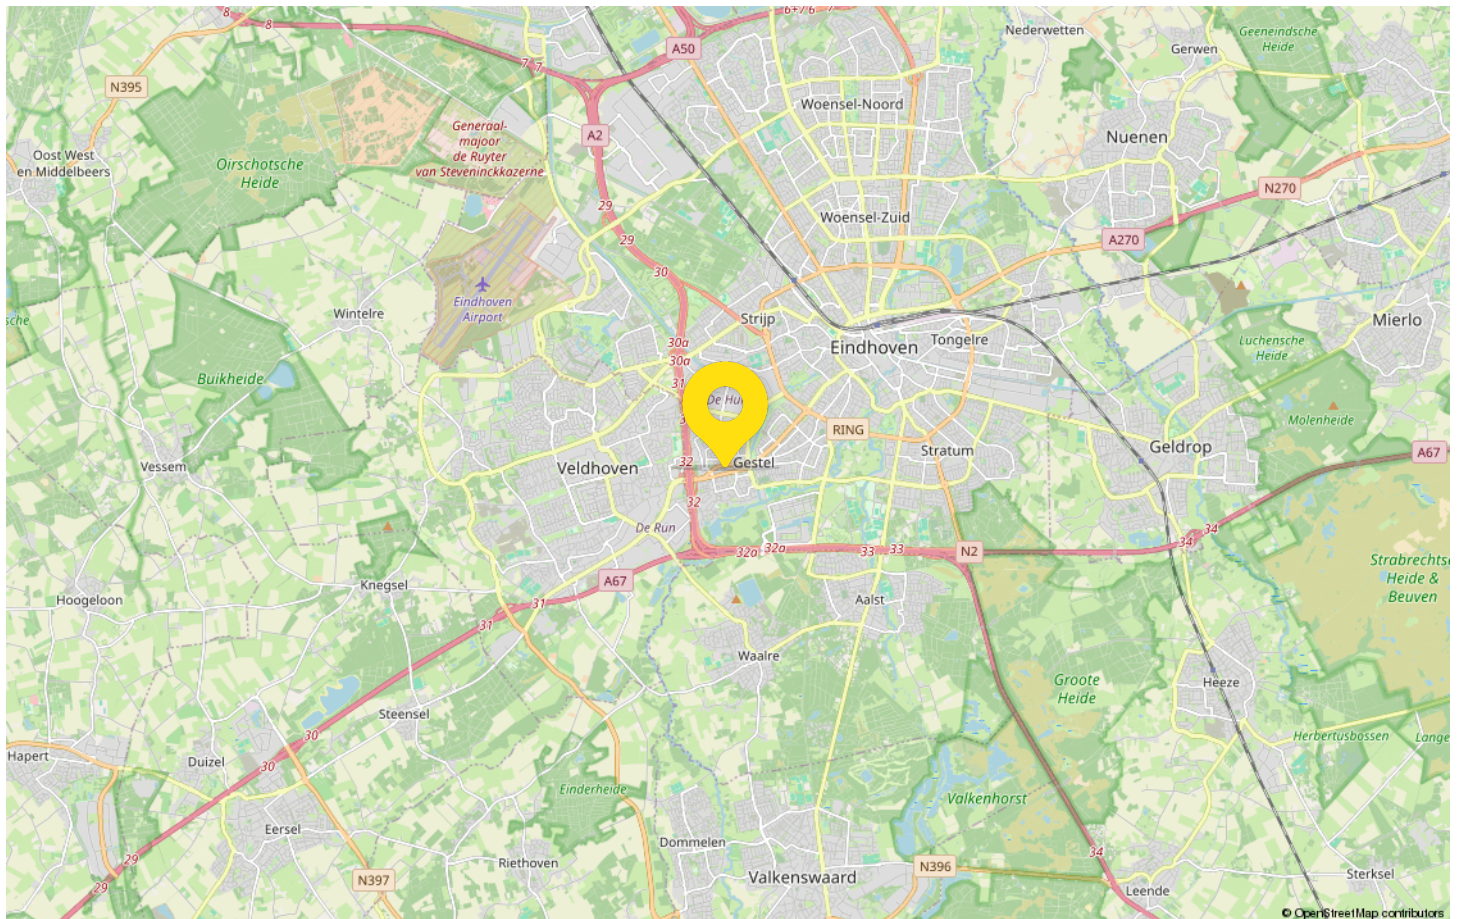 8
8
6+7
6
7
Nederwetten
Geeneindsche
Heide
Gerwen
A50
7
7
N395
Woensel-Noord
Generaal-
majoor
de Ruyter
van Steveninckkazerne
A2
Nuenen
Oost West
en Middelbeers
Oirschotsche
Heide
N270
29
Woensel-Zuid
29
A270
30
Eindhoven
Airport
Wintelre
Strijp
Mierlo
sche
30a
30a
Eindhoven
Tongelre
Luchensche
Heide
Buikheide
31
De Hu
3
Molenheide
RING
Geldrop
Stratum
A67
Vessem
Veldhoven
32
Gestel
32
De Run
34
34
32a
32a
33
33
N2
Strabrechts
Heide &
Beuven
A67
Knegsel
Hoogeloon
31
31
Aalst
Waalre
Groote
Heide
Heeze
Steensel
30
Herbertusbossen
Lange
Hapert
Duizel
30
Einderheide
Valkenhorst
Eersel
Dommelen
34
29
Riethoven
N396
29
N397
Valkenswaard
Leende
Sterksel
© OpenStreetMap contributors